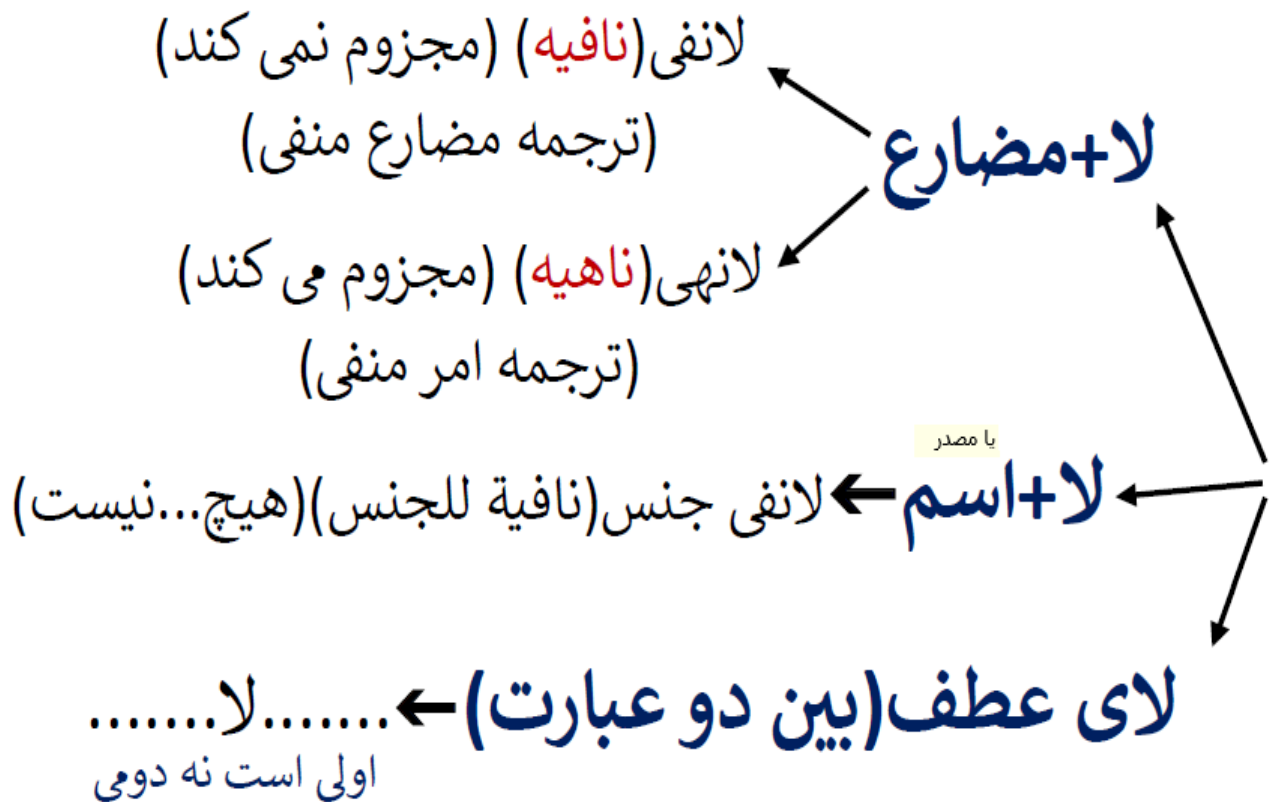 لانفی(نافیه) (مجزوم نمی کند)
(ترجمه مضارع منفی)
لا+مضارع
لانهی(ناهیه) (مجزوم می کند)
(ترجمه امر منفی)
یا مصدر
لا+اسم لانفی جنس(نافیة للجنس)(هیچ...نیست)
لای عطف(بین دو عبارت) .......لا.......
اولی است نه دومی